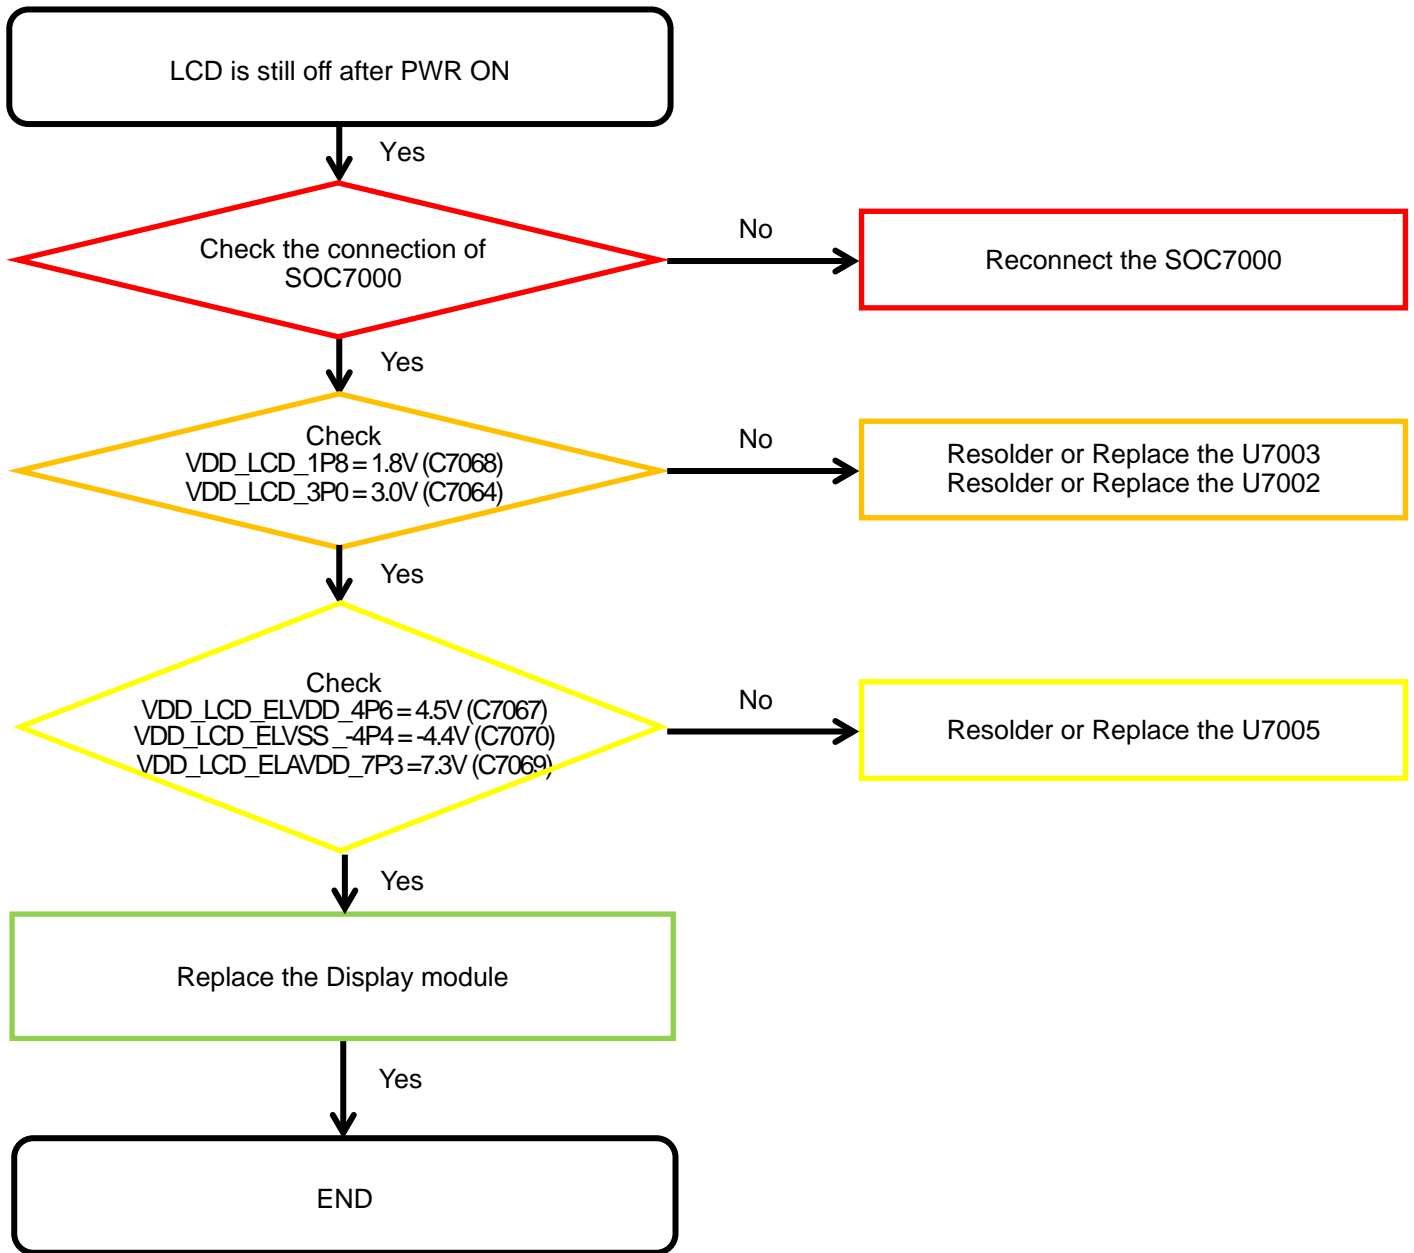 LCD is still off after PWR ON
Yes
Check the connection of
SOC7000
No
Reconnect the SOC7000
Yes
Check
VDD_LCD_1P8 = 1.8V (C7068)
VDD_LCD_3P0 = 3.0V (C7064)
No
Resolder or Replace the U7003
Resolder or Replace the U7002
Yes
Check
VDD_LCD_ELVDD_4P6 = 4.5V (C7067)
VDD_LCD_ELVSS _-4P4 = -4.4V (C7070)
VDD_LCD_ELAVDD_7P3 =7.3V (C7069)
No
Resolder or Replace the U7005
Yes
Replace the Display module
Yes
END